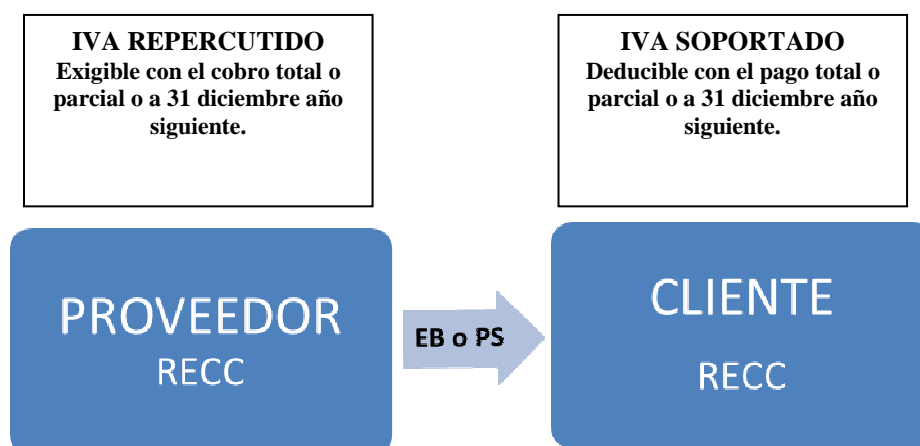 IVA REPERCUTIDO
Exigible con el cobro total o
parcial o a 31 diciembre año
siguiente.
IVA SOPORTADO
Deducible con el pago total o
parcial o a 31 diciembre año
siguiente.
PROVEEDOR
RECC
EB o PS
CLIENTE
RECC